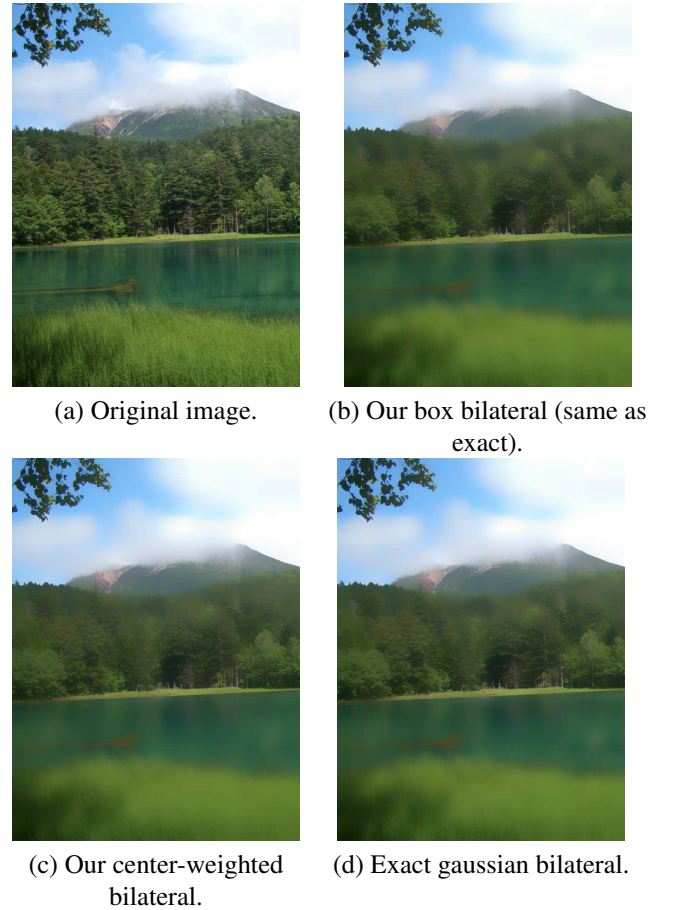 (a) Original image.
(b) Our box bilateral (same as
exact).
(c) Our center-weighted
bilateral.
(d) Exact gaussian bilateral.